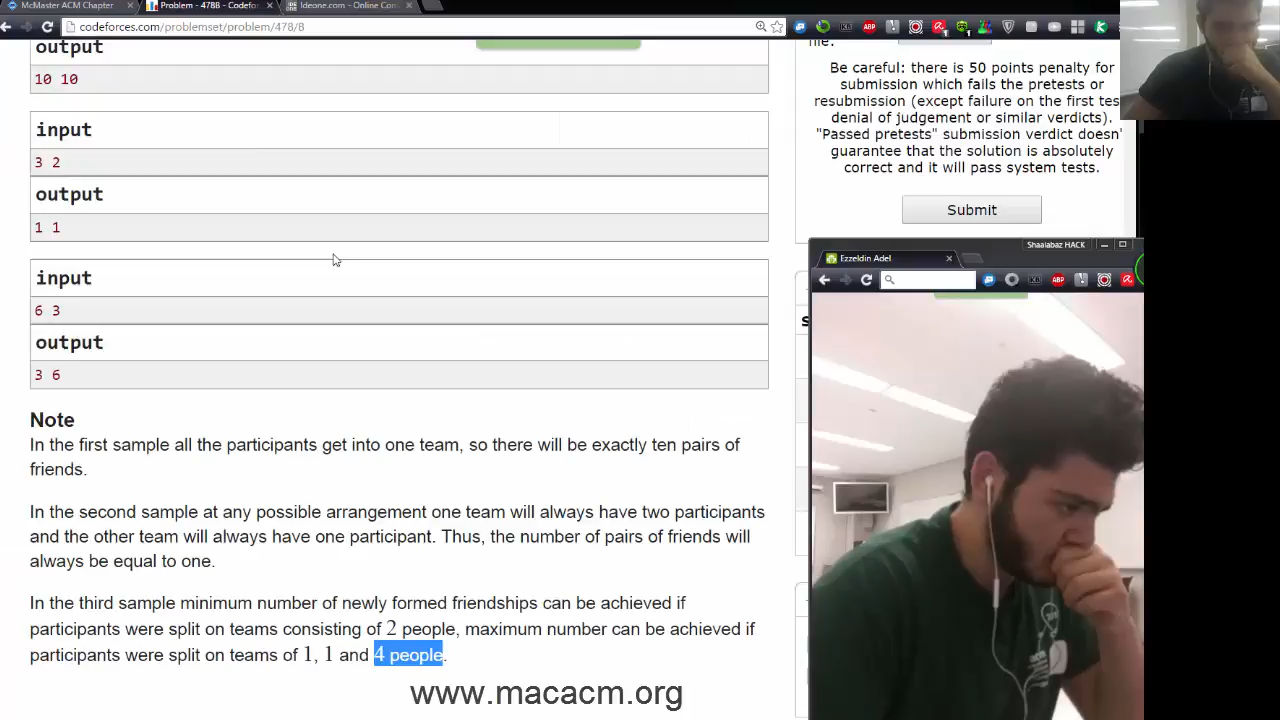 McMaster ACM Chapter
Problem - 478B - Codefor
Ideone.com - Online Com
codeforces.com/problemset/problem/478/B
output
10 10
input
3 2
output
1 1
input
6 3
output
3 6
Note
In the first sample all the participants get into one team, so there will be exactly ten pairs of
friends.
In the second sample at any possible arrangement one team will always have two participants
and the other team will always have one participant. Thus, the number of pairs of friends will
always be equal to one.
In the third sample minimum number of newly formed friendships can be achieved if
participants were split on teams consisting of 2 people, maximum number can be achieved if
participants were split on teams of 1, 1 and 4 people.
www.macacm.org
Be careful: there is 50 points penalty for
submission which fails the pretests or
resubmission (except failure on the first tes
denial of judgement or similar verdicts).
"Passed pretests" submission verdict doesn'
guarantee that the solution is absolutely
correct and it will pass system tests.
Submit
Shaalabaz HACK
Ezzeldin Adel